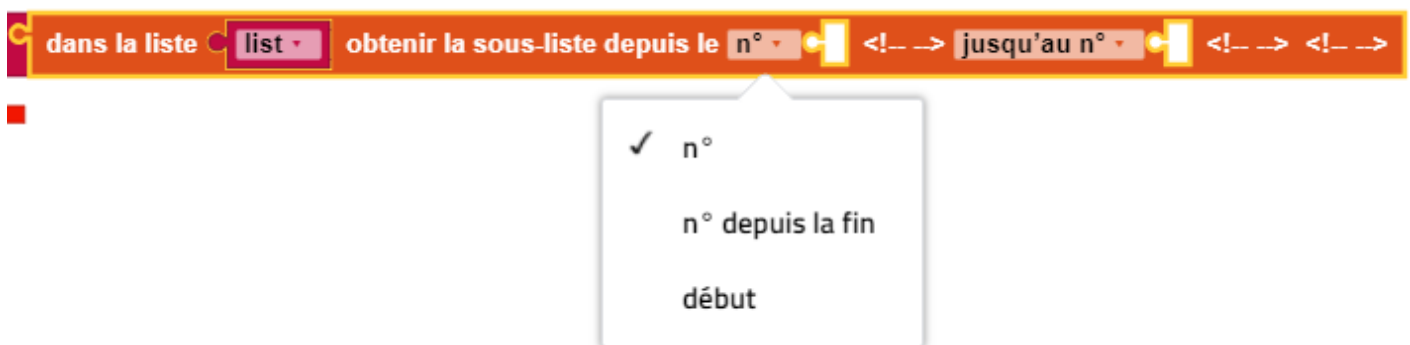 dans la liste list obtenir la sous-liste depuis le n° <!-- --> jusqu'au n° <!-- --> <!-- -->
✓ n°
n° depuis la fin
début